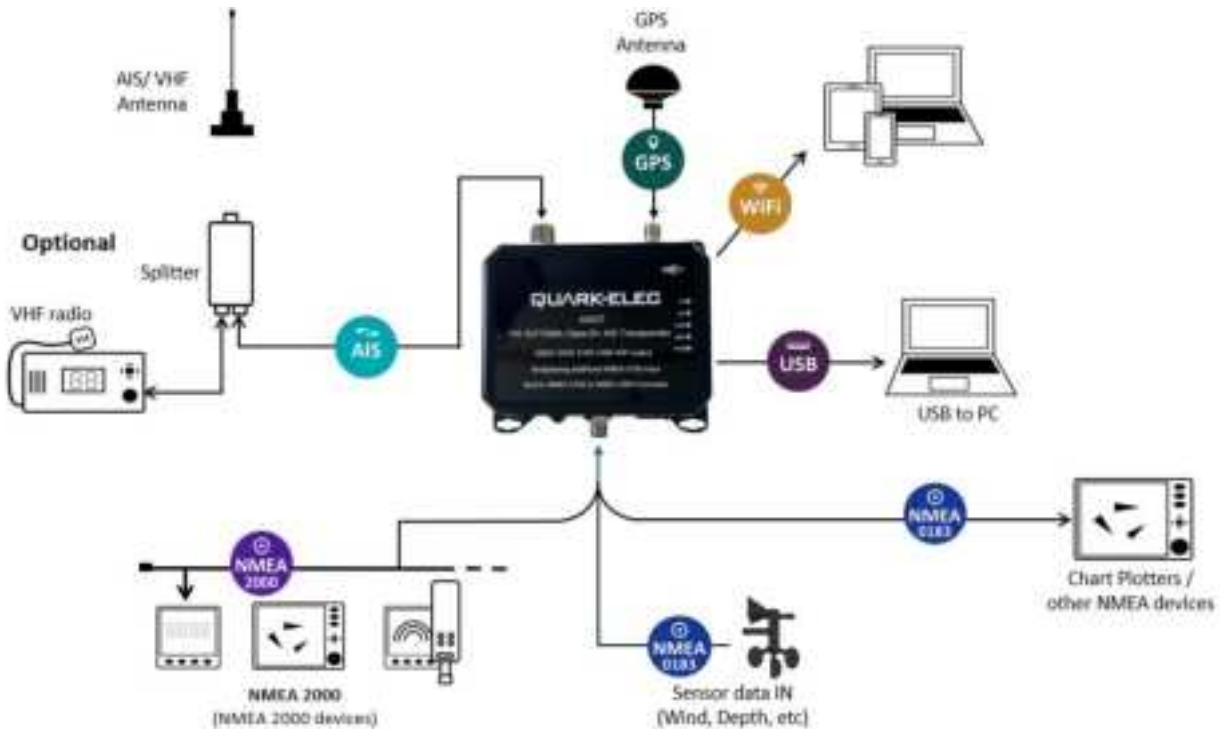 GPS
Antenna
AIS/ VHF
Antenna
GPS
WiFi
Optional
Splitter
VHF radio
AIS
QUARK-ELEC
USB
USB to PC
NMEA
0183
NMEA
2000
Chart Plotters /
other NMEA devices
NMEA
0183
NMEA 2000
(NMEA 2000 devices)
Sensor data IN
(Wind, Depth, etc)